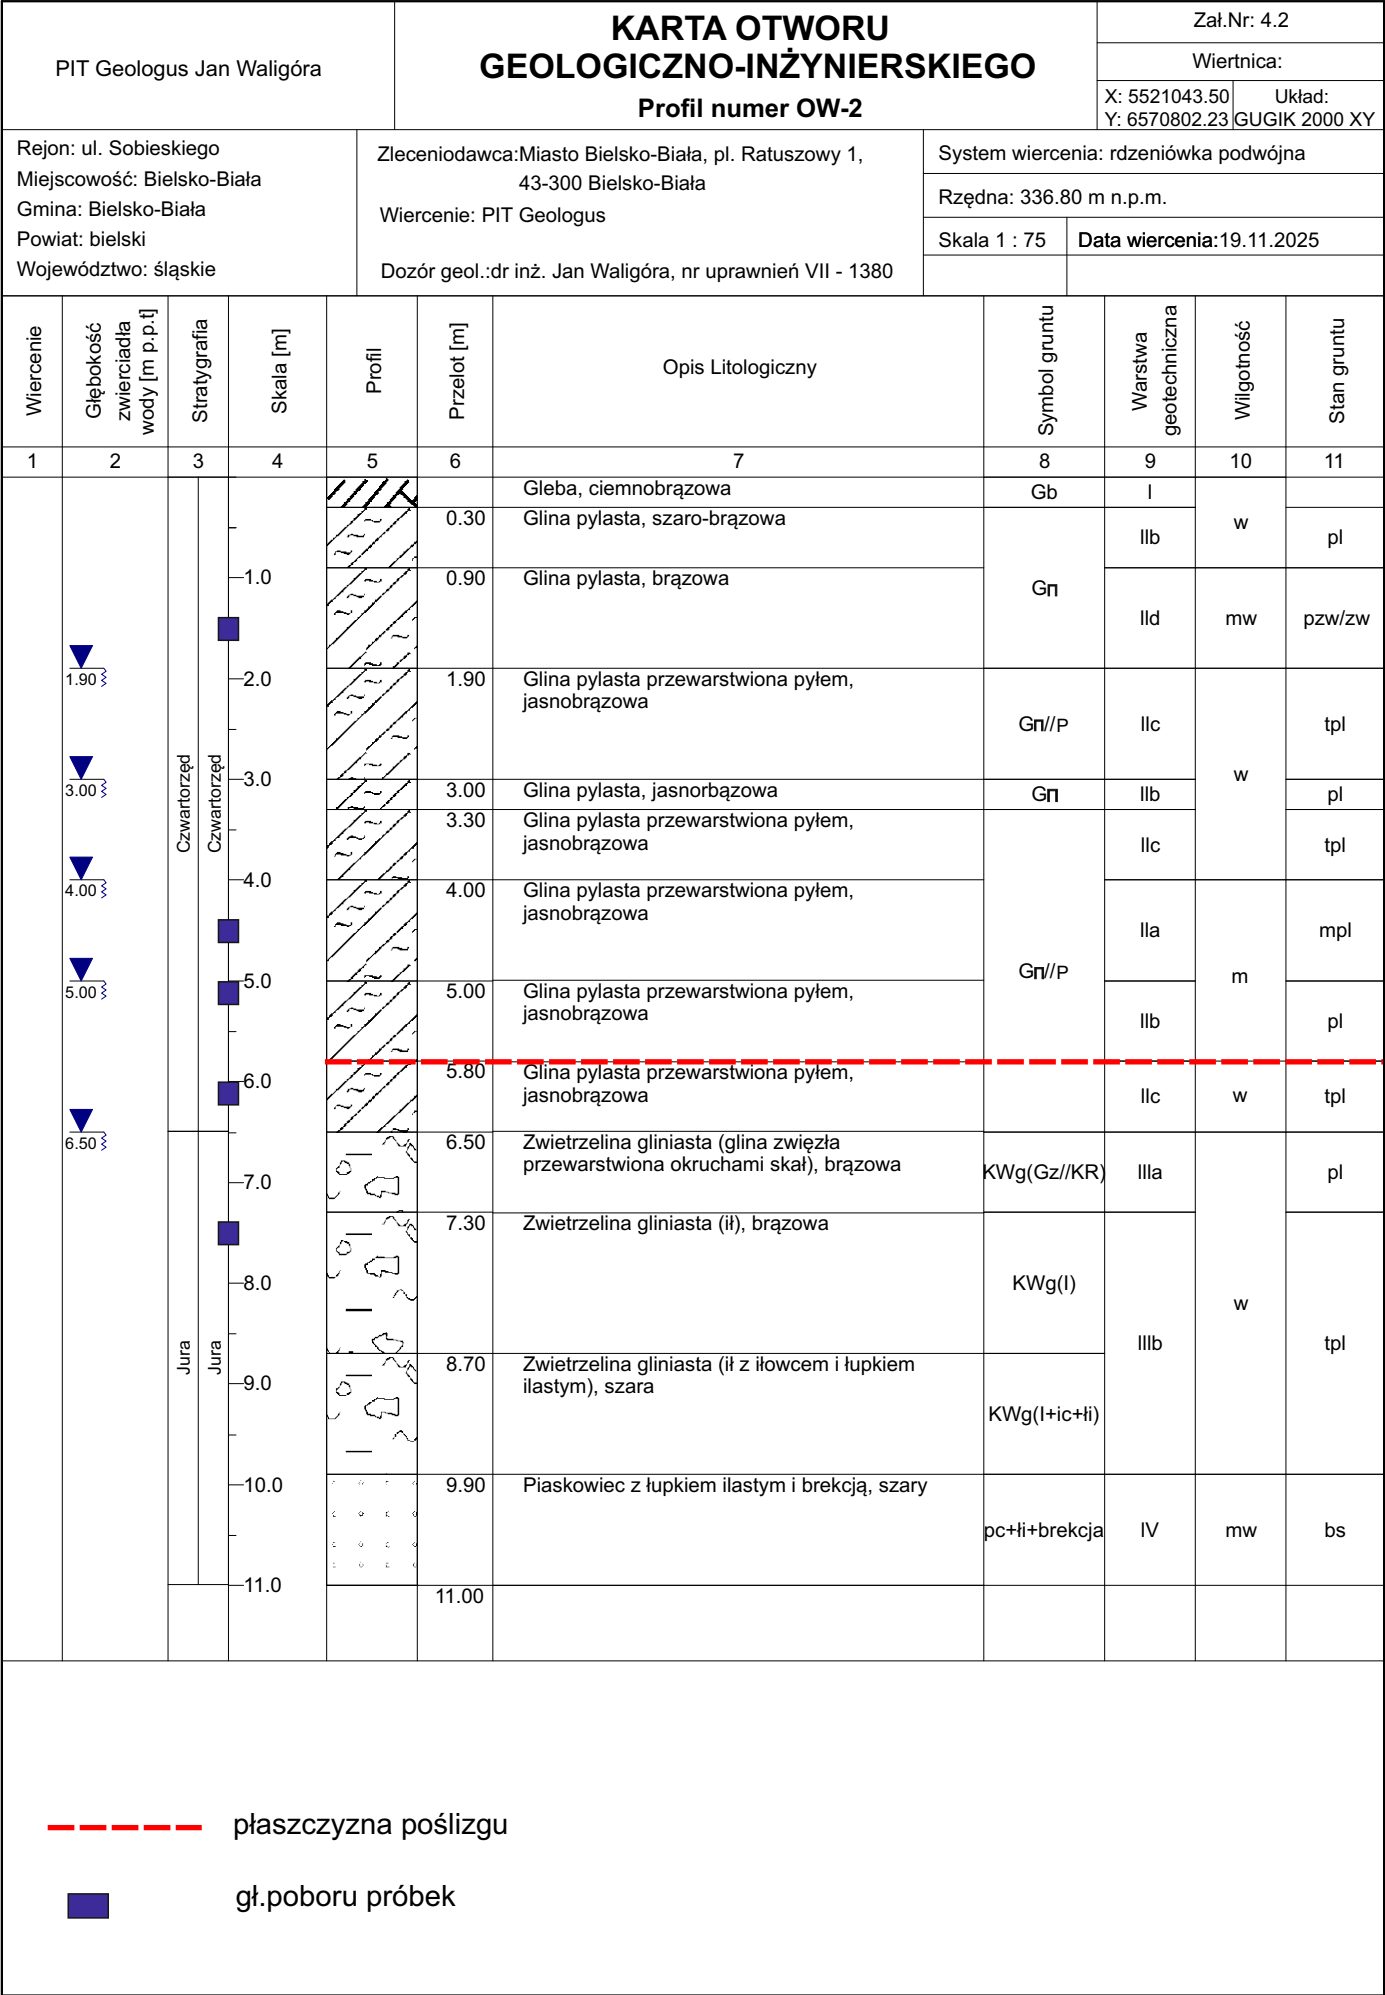 PIT Geologus Jan Waligóra
KARTA OTWORU
GEOLOGICZNO-INŻYNIERSKIEGO
Profil numer OW-2
Zał.Nr: 4.2
Wiertnica:
X: 5521043.50
Y: 6570802.23
Układ:
GUGIK 2000 XY
Rejon: ul. Sobieskiego
Miejscowość: Bielsko-Biała
Gmina: Bielsko-Biała
Powiat: bielski
Województwo: śląskie
Zleceniodawca:Miasto Bielsko-Biała, pl. Ratuszowy 1,
43-300 Bielsko-Biała
Wiercenie: PIT Geologus
Dozór geol.:dr inż. Jan Waligóra, nr uprawnień VII - 1380
System wiercenia: rdzeniówka podwójna
Rzędna: 336.80 m n.p.m.
Skala 1 : 75
Data wiercenia:19.11.2025
Wiercenie
Głębokość
zwierciadła
wody [m p.p.t]
Stratygrafia
Skala [m]
Profil
Przelot [m]
Opis Litologiczny
Symbol gruntu
Warstwa
geotechniczna
Wilgotność
Stan gruntu
1 2 3 4 5 6 7 8 9 10 11
Gleba, ciemnobrązowa Gb I
w
0.30 Glina pylasta, szaro-brązowa IIb pl
1.0
0.90 Glina pylasta, brązowa
Gп
IId mw pzw/zw
1.90
2.0
1.90 Glina pylasta przewarstwiona pyłem,
jasnobrązowa
Gп//P IIc tpl
Czwartorzęd Czwartorzęd
w
3.00
3.0
3.00 Glina pylasta, jasnorbązowa Gп IIb pl
3.30 Glina pylasta przewarstwiona pyłem,
jasnobrązowa
IIc tpl
4.00
4.0
4.00 Glina pylasta przewarstwiona pyłem,
jasnobrązowa
IIa mpl
Gп//P
m
5.00
5.0
5.00 Glina pylasta przewarstwiona pyłem,
jasnobrązowa
IIb pl
6.0
5.80 Glina pylasta przewarstwiona pyłem,
jasnobrązowa
IIc w tpl
6.50
6.50 Zwietrzelina gliniasta (glina zwięzła
przewarstwiona okruchami skał), brązowa
KWg(Gz//KR) IIIa pl
7.0
7.30 Zwietrzelina gliniasta (ił), brązowa
8.0
KWg(I)
w
Jura Jura
IIIb tpl
8.70 Zwietrzelina gliniasta (ił z iłowcem i łupkiem
ilastym), szara
9.0
KWg(I+ic+łi)
10.0
9.90 Piaskowiec z łupkiem ilastym i brekcją, szary
pc+łi+brekcja IV mw bs
11.0
11.00
płaszczyzna poślizgu
gł.poboru próbek